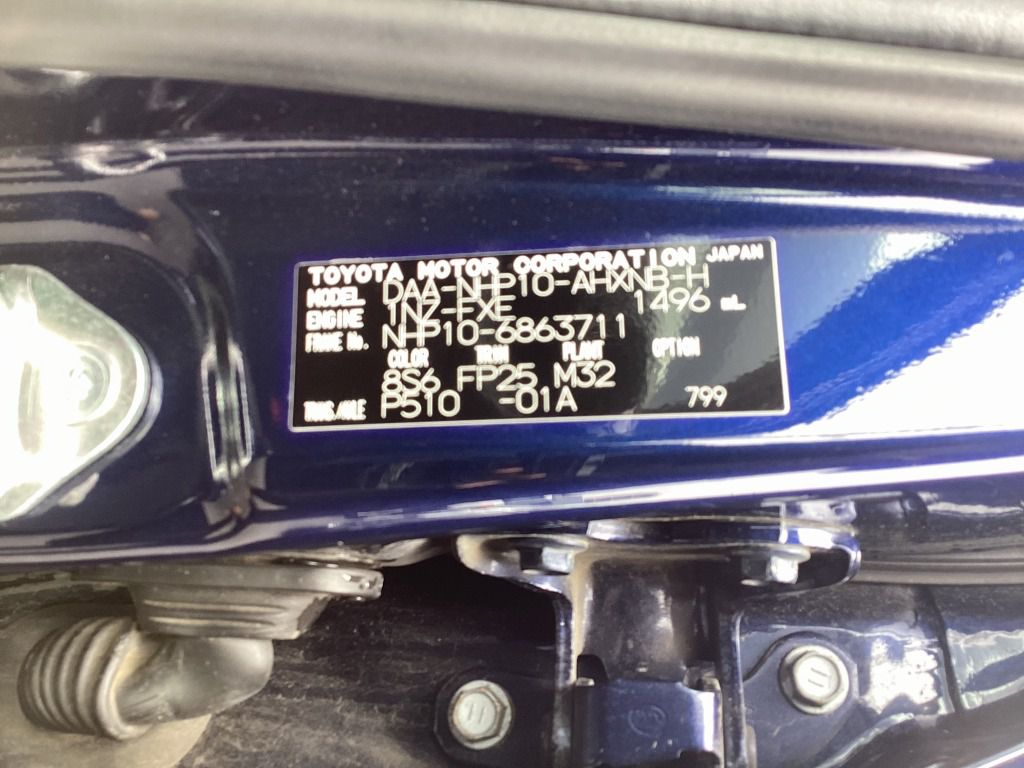 TOYOTA MOTOR CORPORATION JAPAN
MODEL DAA-NHP10-AHXNB-H
ENGINE 1NZ-FXE 1496 mL
FRAME No. NHP10-6863711
COLOR TRIM PLANT OPTION
8S6 FP25 M32
TRANS/AXLE P510 -01A 799